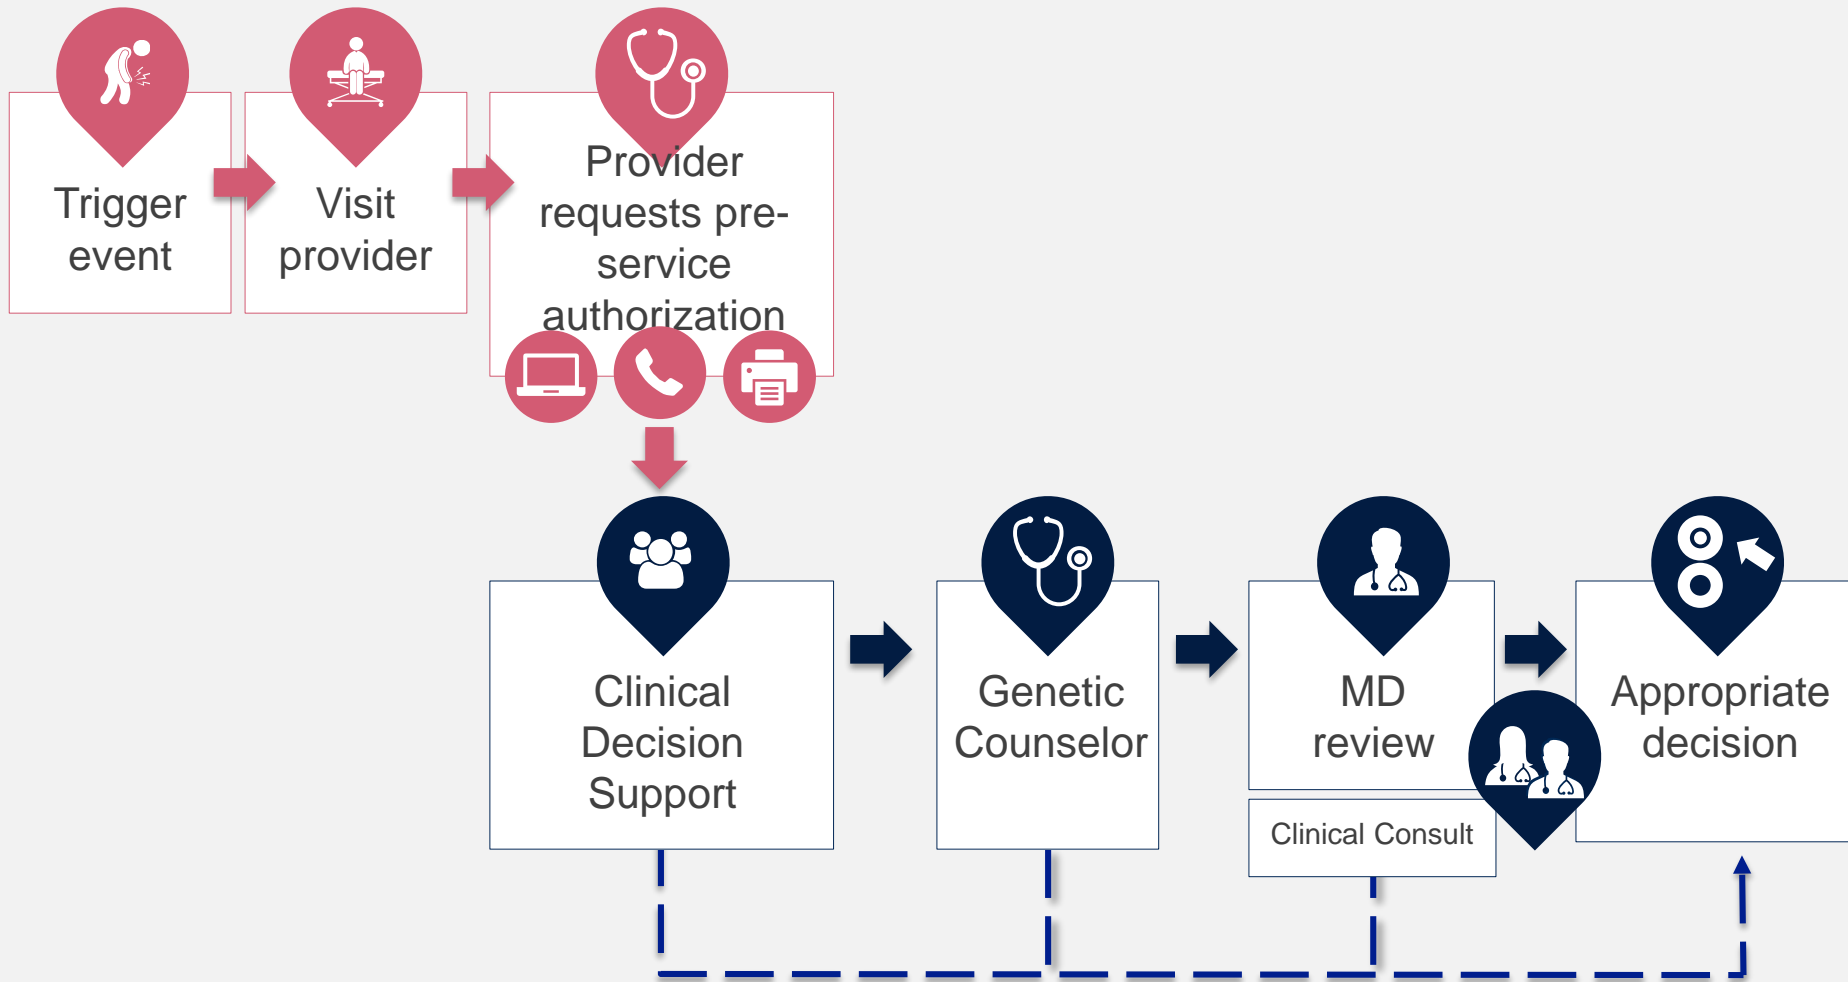 Trigger
event
Visit
provider
Provider
requests pre-
service
authorization
Clinical
Decision
Support
Genetic
Counselor
MD
review
Clinical Consult
Appropriate
decision